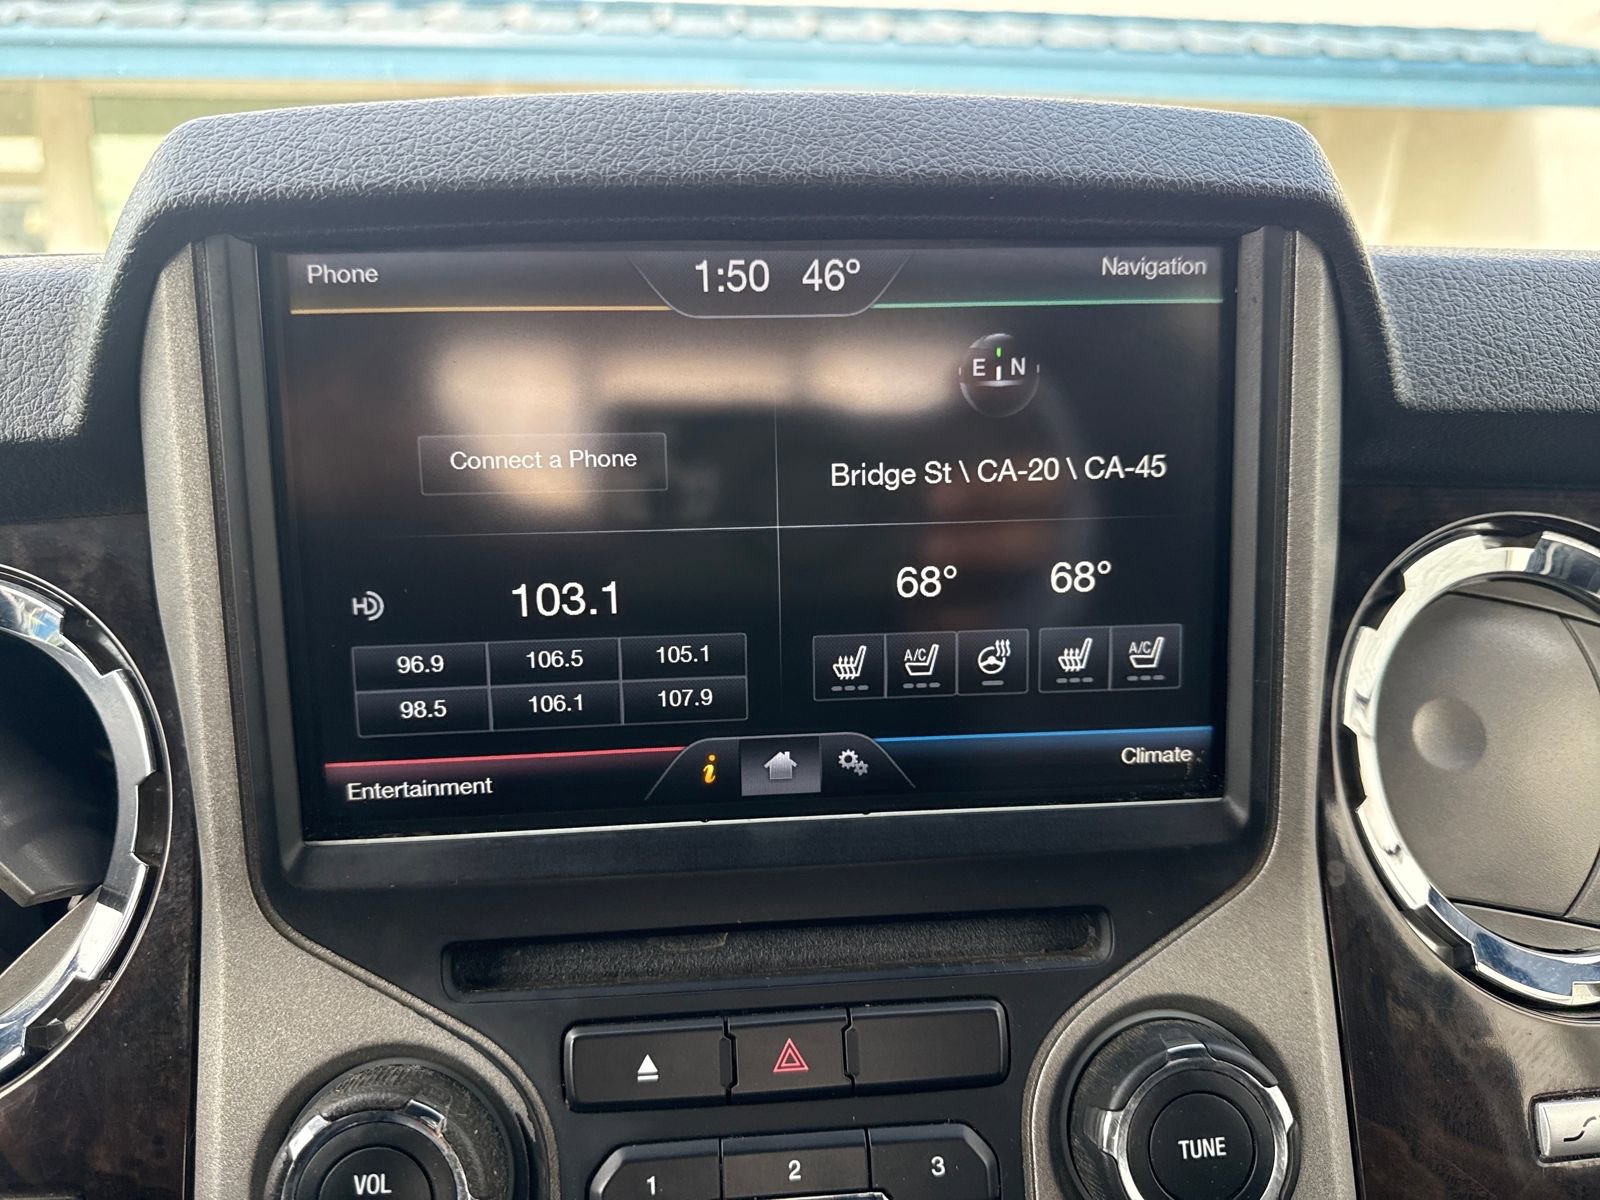 Phone
1:50 46°
Navigation
E N
Connect a Phone
Bridge St \ CA-20 \ CA-45
HD
103.1
68° 68°
96.9 106.5 105.1
98.5 106.1 107.9
A/C A/C
Entertainment
i
Climate
VOL
1 2 3
TUNE